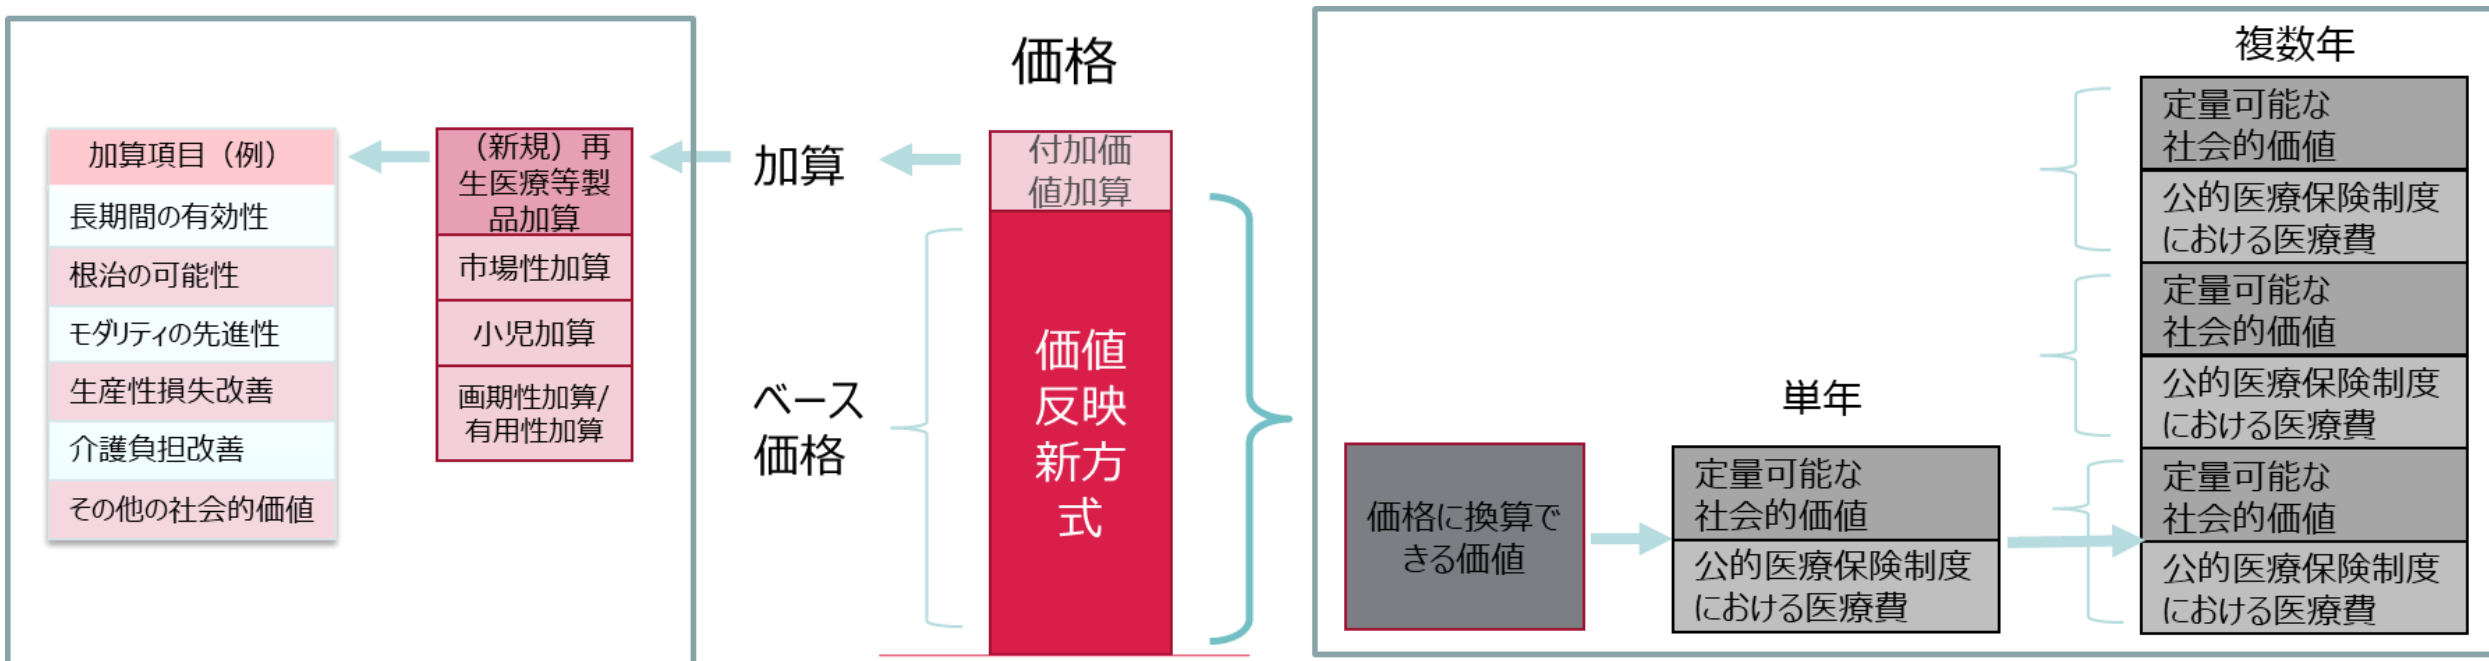 加算項目（例）
長期間の有効性
根治の可能性
モダリティの先進性
生産性損失改善
介護負担改善
その他の社会的価値
（新規）再
生医療等製
品加算
市場性加算
小児加算
画期性加算/
有用性加算
加算
ベース
価格
価格
付加価
値加算
価値
反映
新方
式
価格に換算で
きる価値
単年
定量可能な
社会的価値
公的医療保険制度
における医療費
複数年
定量可能な
社会的価値
公的医療保険制度
における医療費
定量可能な
社会的価値
公的医療保険制度
における医療費
定量可能な
社会的価値
公的医療保険制度
における医療費